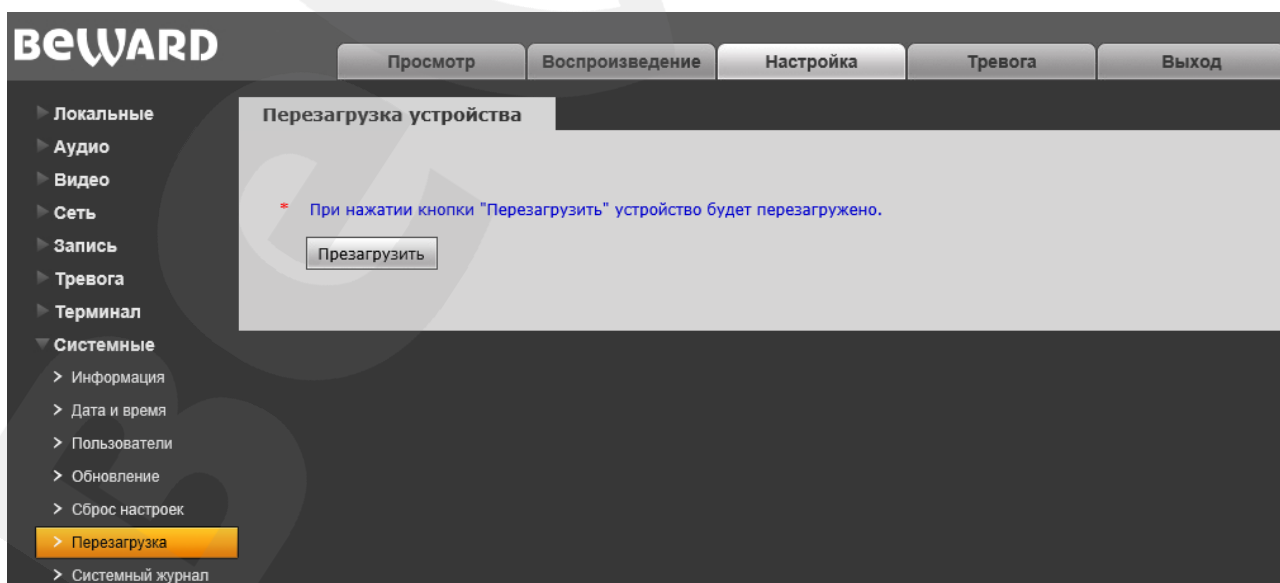 BEWARD
Просмотр
Воспроизведение
Настройка
Тревога
Выход
Локальные
Аудио
Видео
Сеть
Запись
Тревога
Терминал
Системные
> Информация
> Дата и время
> Пользователи
> Обновление
> Сброс настроек
> Перезагрузка
> Системный журнал
Перезагрузка устройства
* При нажатии кнопки "Перезагрузить" устройство будет перезагружено.
Презагрузить